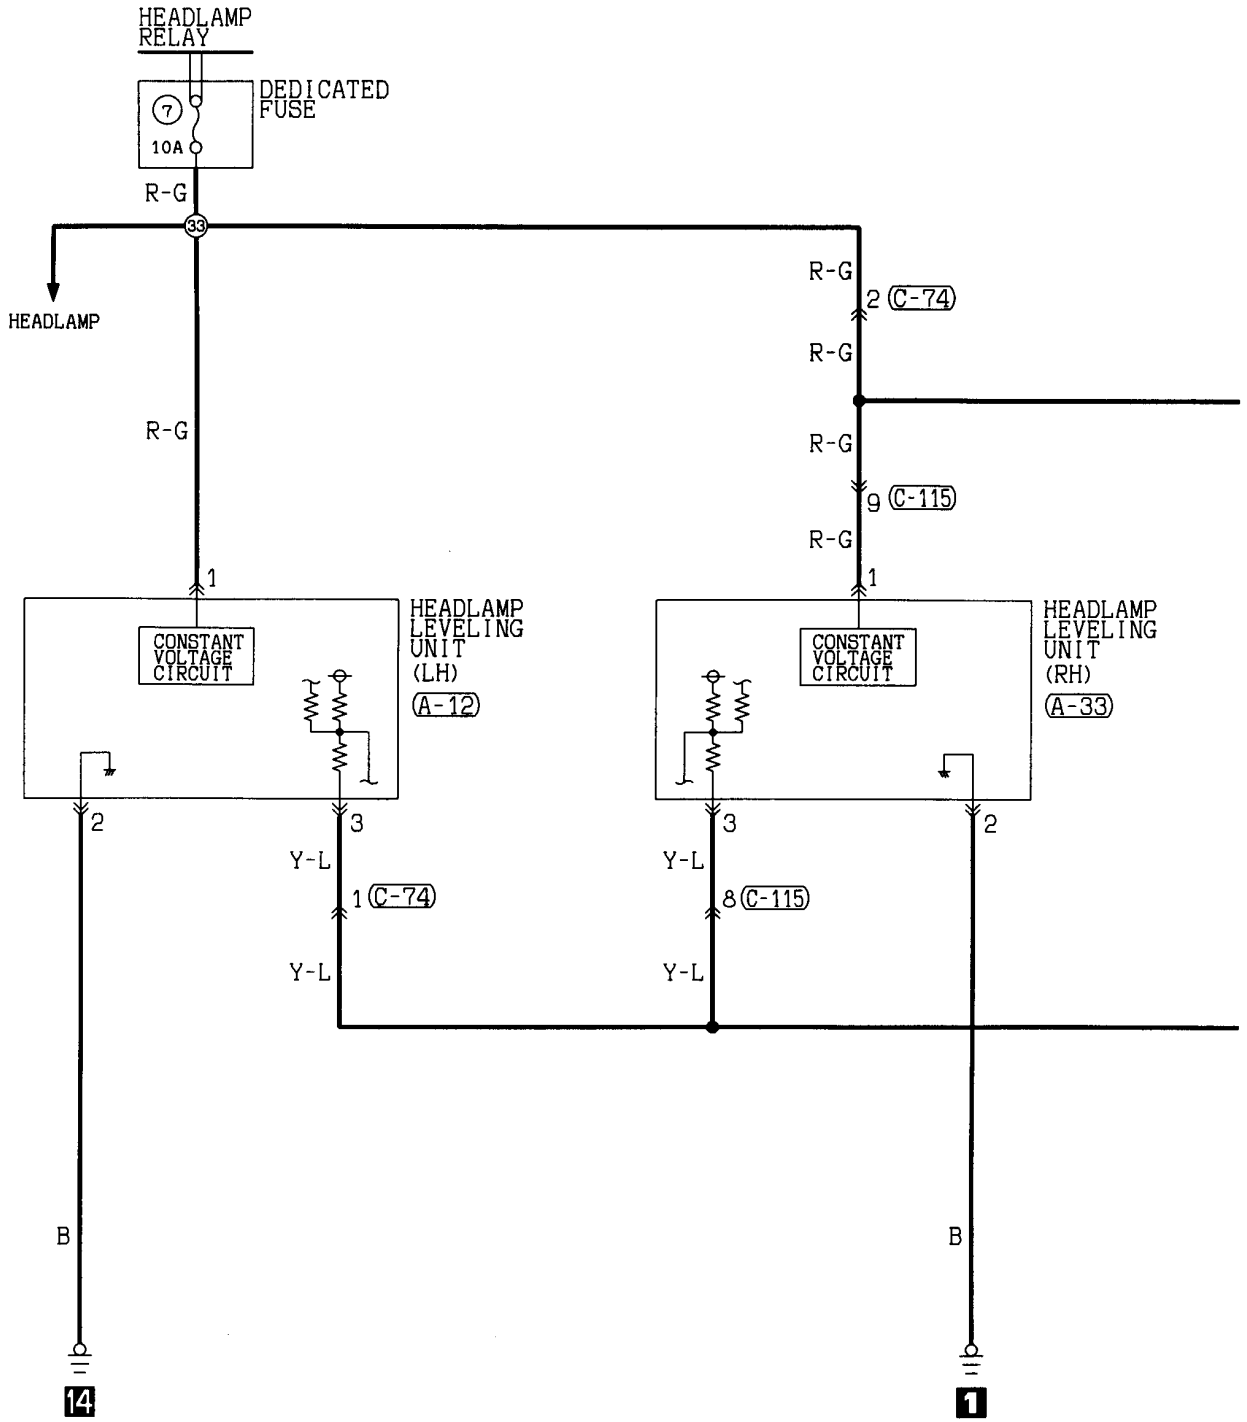 HEADLAMP
RELAY
DEDICATED
FUSE
7
10A
R-G
33
HEADLAMP
R-G
2 C-74
R-G
R-G
R-G
9 C-115
R-G
1
1
CONSTANT
VOLTAGE
CIRCUIT
HEADLAMP
LEVELING
UNIT
(LH)
A-12
CONSTANT
VOLTAGE
CIRCUIT
HEADLAMP
LEVELING
UNIT
(RH)
A-33
2
3
3
2
Y-L
Y-L
1 C-74
8 C-115
Y-L
Y-L
B
B
14
1